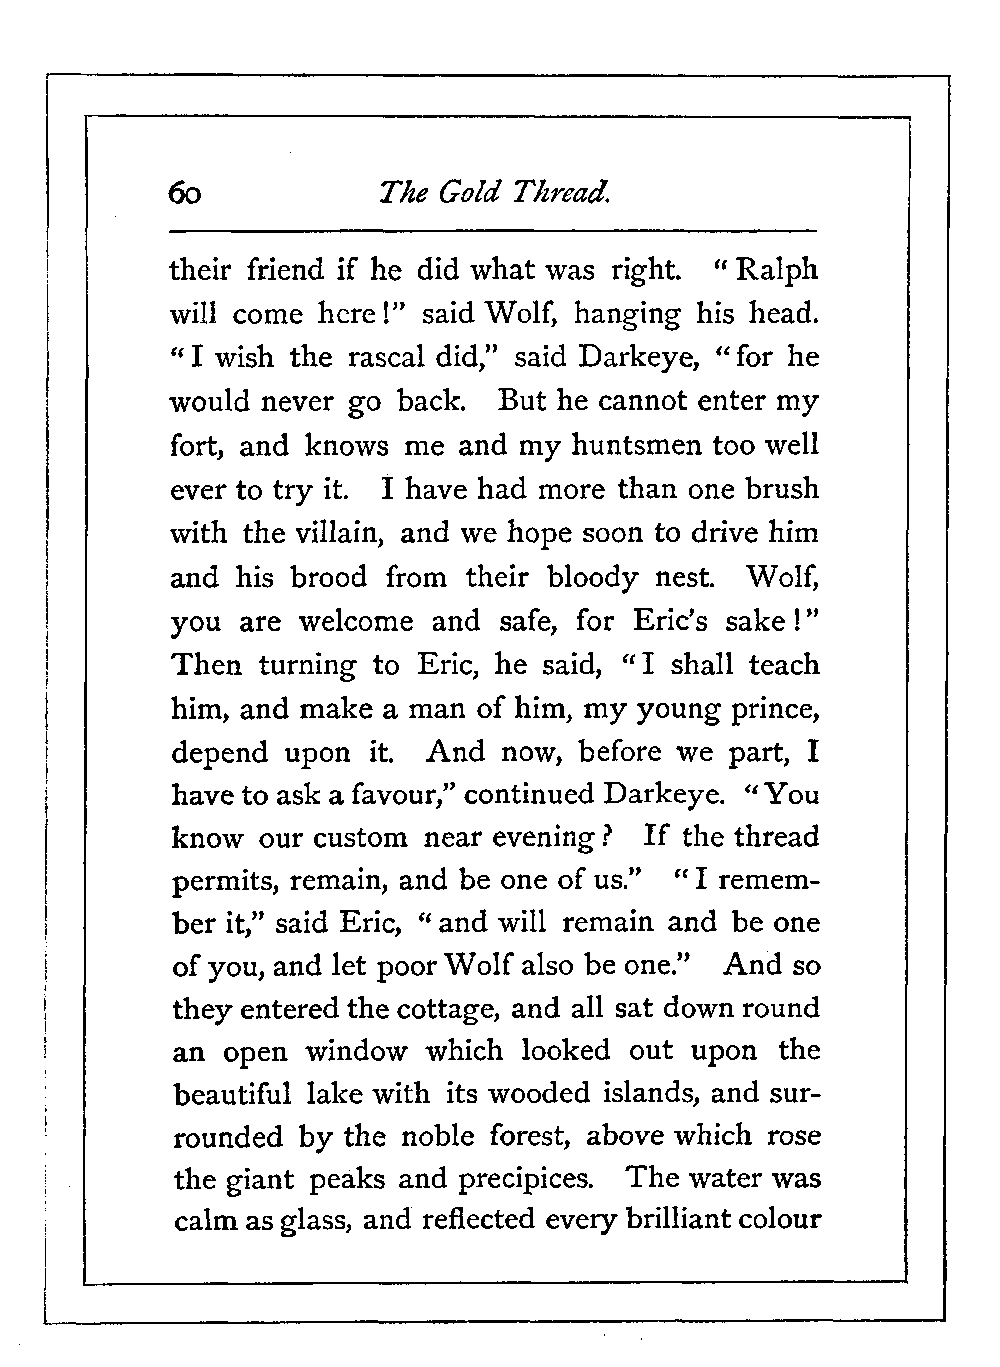 60 The Gold Thread.
their friend if he did what was right. "Ralph
will come here!" said Wolf, hanging his head.
"I wish the rascal did," said Darkeye, "for he
would never go back. But he cannot enter my
fort, and knows me and my huntsmen too well
ever to try it. I have had more than one brush
with the villain, and we hope soon to drive him
and his brood from their bloody nest. Wolf,
you are welcome and safe, for Eric's sake!"
Then turning to Eric, he said, "I shall teach
him, and make a man of him, my young prince,
depend upon it. And now, before we part, I
have to ask a favour," continued Darkeye. "You
know our custom near evening? If the thread
permits, remain, and be one of us." "I remem-
ber it," said Eric, "and will remain and be one
of you, and let poor Wolf also be one." And so
they entered the cottage, and all sat down round
an open window which looked out upon the
beautiful lake with its wooded islands, and sur-
rounded by the noble forest, above which rose
the giant peaks and precipices. The water was
calm as glass, and reflected every brilliant colour